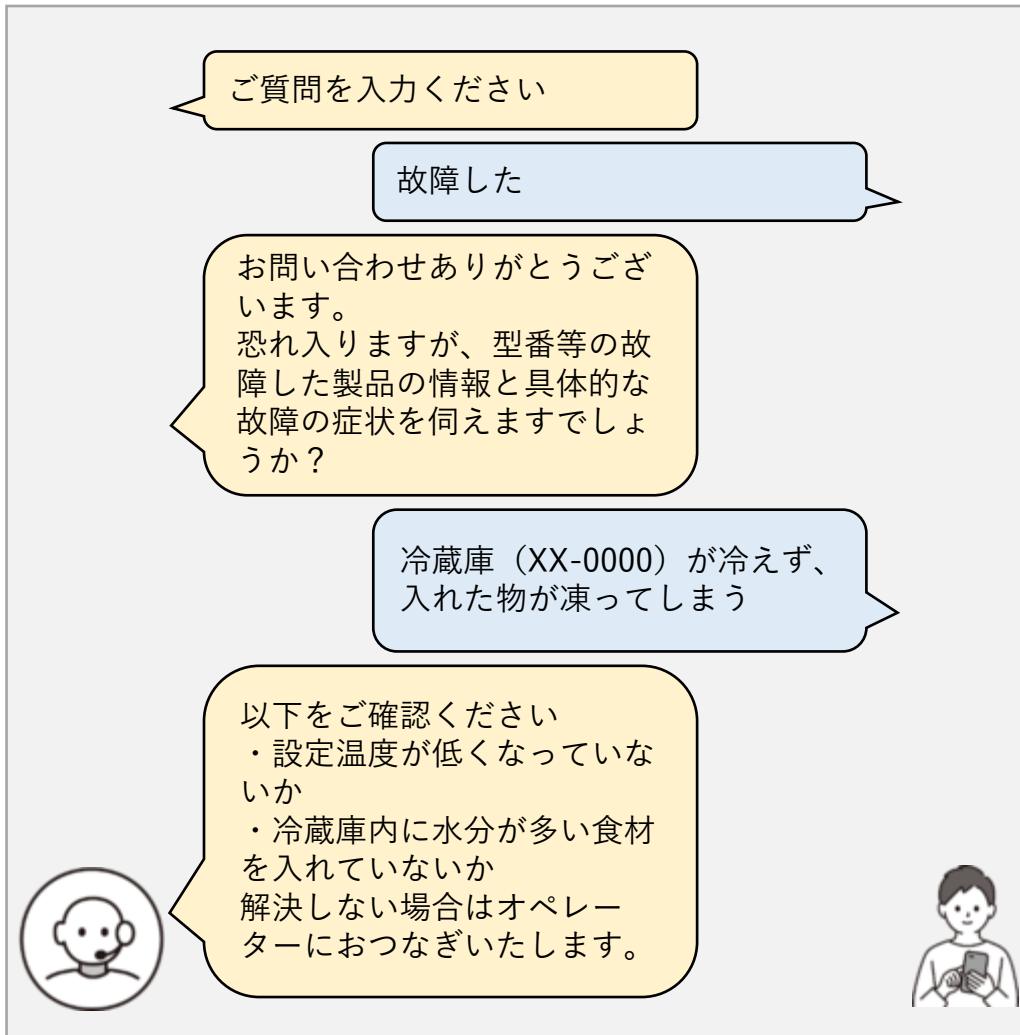 ご質問を入力ください
故障した
お問い合わせありがとうござ
います。
恐れ入りますが、型番等の故
障した製品の情報と具体的な
故障の症状を伺えますでしょ
うか？
冷蔵庫（XX-0000）が冷えず、
入れた物が凍ってしまう
以下をご確認ください
・設定温度が低くなっていな
いか
・冷蔵庫内に水分が多い食材
を入れていないか
解決しない場合はオペレー
ターにおつなぎいたします。